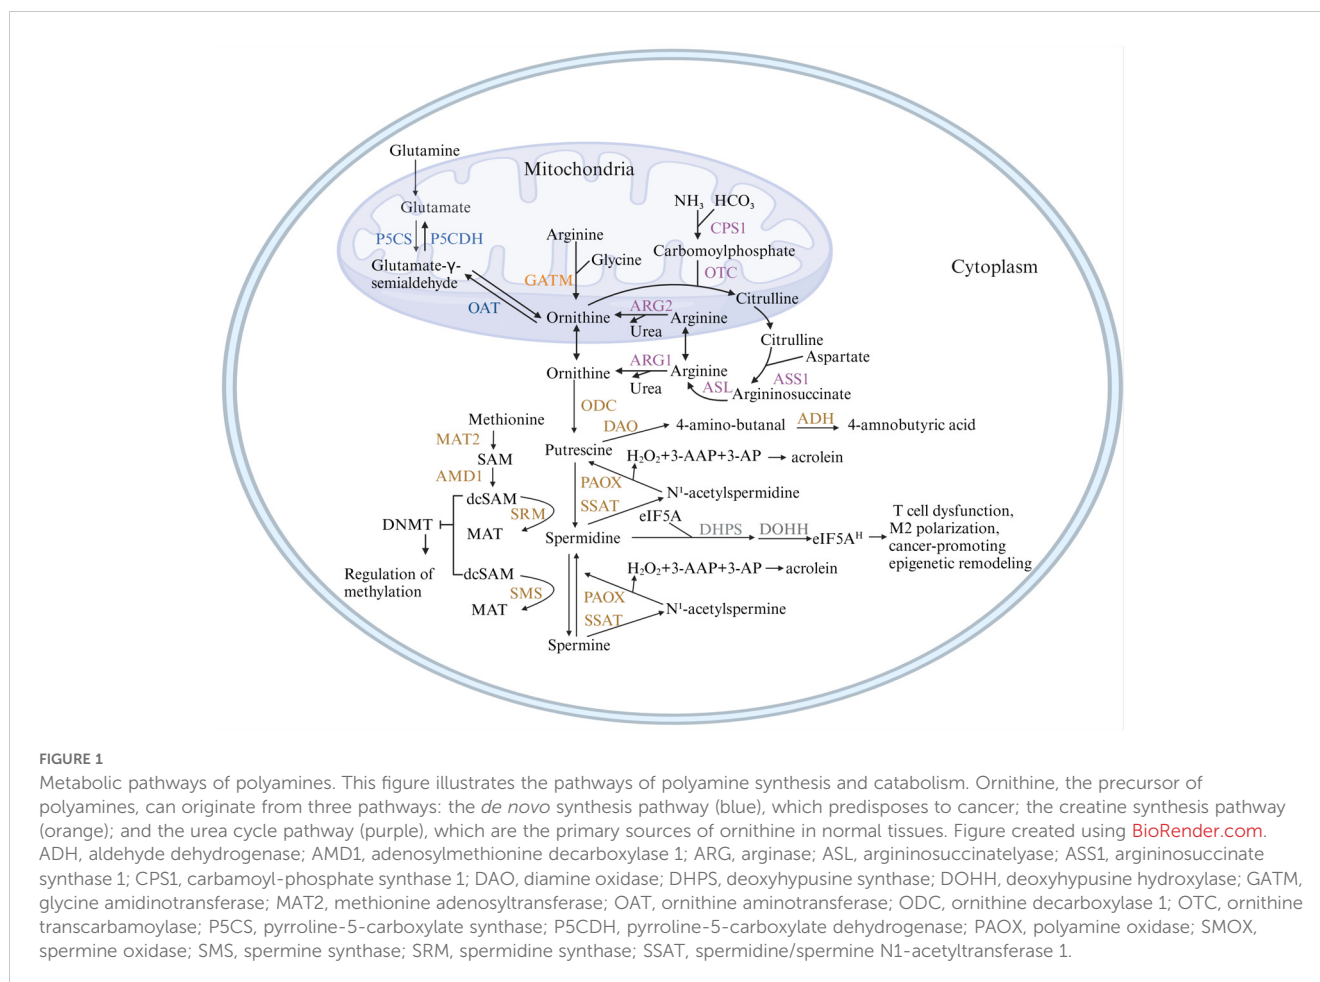 Glutamine
Mitochondria
Glutamate
NH3 HCO3
P5CS P5CDH
CPS1
Arginine
Carbomoylphosphate
Glycine
Glutamate-γ-
semialdehyde
GATM
OTC
Cytoplasm
OAT
Citrulline
Ornithine
ARG2
Arginine
Urea
Citrulline
Aspartate
Ornithine
ARG1
Arginine
Urea
ASL
ASS1
Argininosuccinate
ODC
Methionine
DAO
4-amino-butanal
ADH
4-amnobutyric acid
MAT2
Putrescine
SAM
H2O2+3-AAP+3-AP
acrolein
AMD1
PAOX
N1-acetylspermidine
dcSAM
SSAT
SRM
eIF5A
DNMT
MAT
Spermidine
DHPS
DOHH
eIF5AH
T cell dysfunction,
M2 polarization,
cancer-promoting
epigenetic remodeling
Regulation of
methylation
dcSAM
H2O2+3-AAP+3-AP
acrolein
SMS
PAOX
MAT
N1-acetylspermine
SSAT
Spermine
FIGURE 1
Metabolic pathways of polyamines. This figure illustrates the pathways of polyamine synthesis and catabolism. Ornithine, the precursor of
polyamines, can originate from three pathways: the de novo synthesis pathway (blue), which predisposes to cancer; the creatine synthesis pathway
(orange); and the urea cycle pathway (purple), which are the primary sources of ornithine in normal tissues. Figure created using BioRender.com.
ADH, aldehyde dehydrogenase; AMD1, adenosylmethionine decarboxylase 1; ARG, arginase; ASL, argininosuccinatelyase; ASS1, argininosuccinate
synthase 1; CPS1, carbamoyl-phosphate synthase 1; DAO, diamine oxidase; DHPS, deoxyhypusine synthase; DOHH, deoxyhypusine hydroxylase; GATM,
glycine amidinotransferase; MAT2, methionine adenosyltransferase; OAT, ornithine aminotransferase; ODC, ornithine decarboxylase 1; OTC, ornithine
transcarbamoylase; P5CS, pyrroline-5-carboxylate synthase; P5CDH, pyrroline-5-carboxylate dehydrogenase; PAOX, polyamine oxidase; SMOX,
spermine oxidase; SMS, spermine synthase; SRM, spermidine synthase; SSAT, spermidine/spermine N1-acetyltransferase 1.